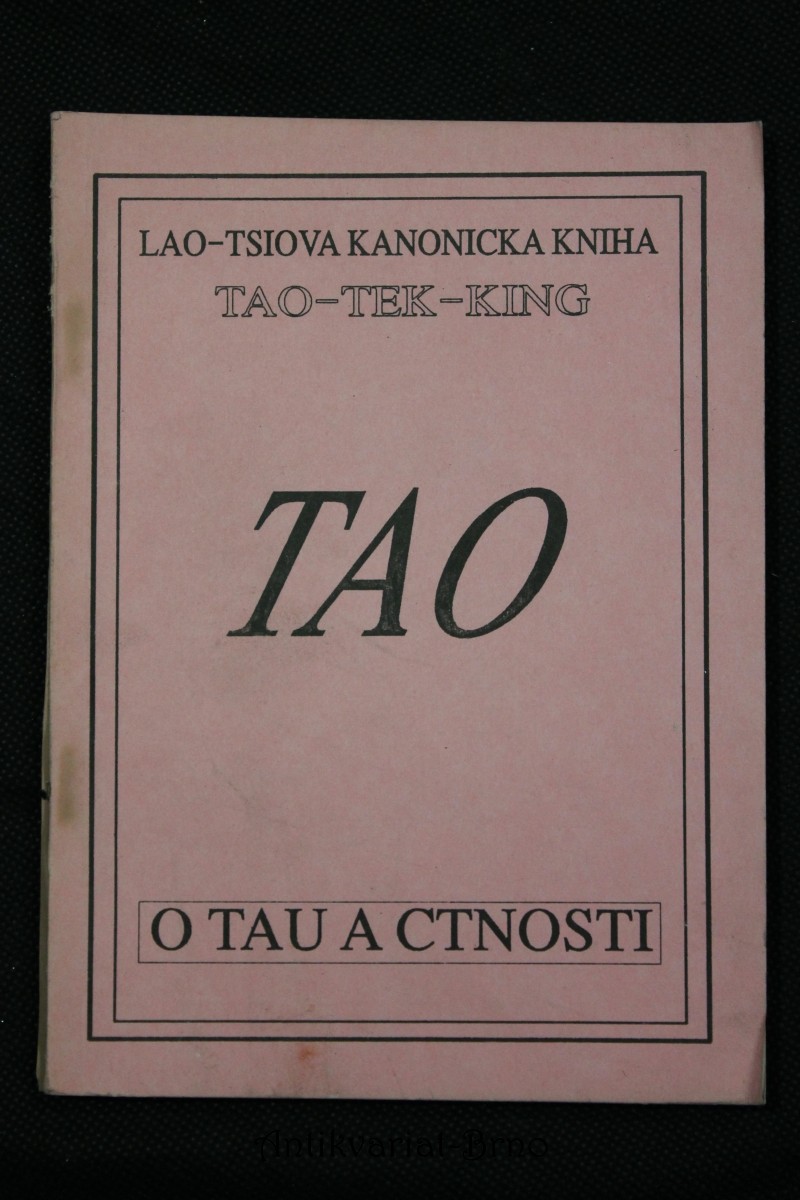 LAO-TSIOVA KANONICKA KNIHA
TAO-TEK-KING
TAO
O TAU A CTNOSTI
Antikvariat-Brno